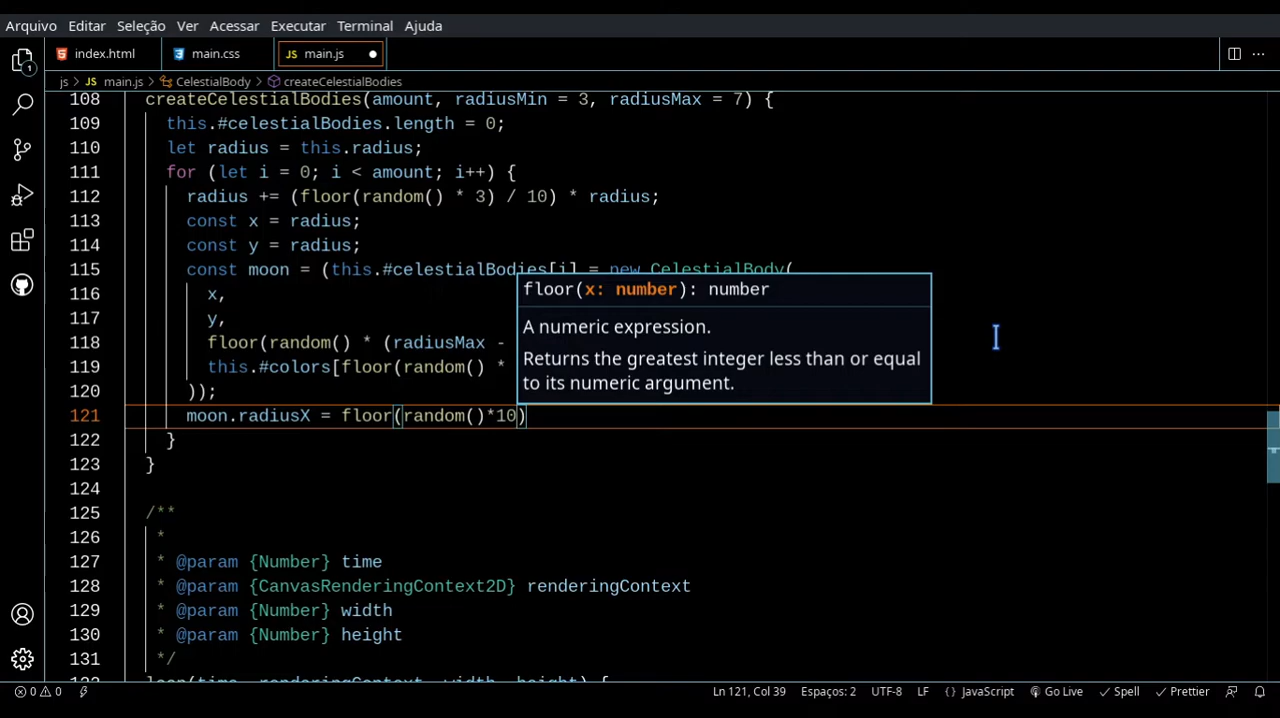 Arquivo Editar Seleção Ver Acessar Executar Terminal Ajuda
index.html main.css JS main.js
js > JS main.js > CelestialBody > createCelestialBodies
1
108 createCelestialBodies(amount, radiusMin = 3, radiusMax = 7) {
109 this.#celestialBodies.length = 0;
110 let radius = this.radius;
111 for (let i = 0; i < amount; i++) {
112 radius += (floor(random() * 3) / 10) * radius;
113 const x = radius;
114 const y = radius;
115 const moon = (this.#celestialBodies[i] = new CelestialBody(
116 x,
117 y,
118 floor(random() * (radiusMax -
119 this.#colors[floor(random() *
120 ));
121 moon.radiusX = floor(random()*10)
122 }
123 }
124
125 /**
126 *
127 * @param {Number} time
128 * @param {CanvasRenderingContext2D} renderingContext
129 * @param {Number} width
130 * @param {Number} height
131 */
floor(x: number): number
A numeric expression.
Returns the greatest integer less than or equal
to its numeric argument.
0 0 Ln 121, Col 39 Espaços: 2 UTF-8 LF {} JavaScript Go Live Spell Prettier